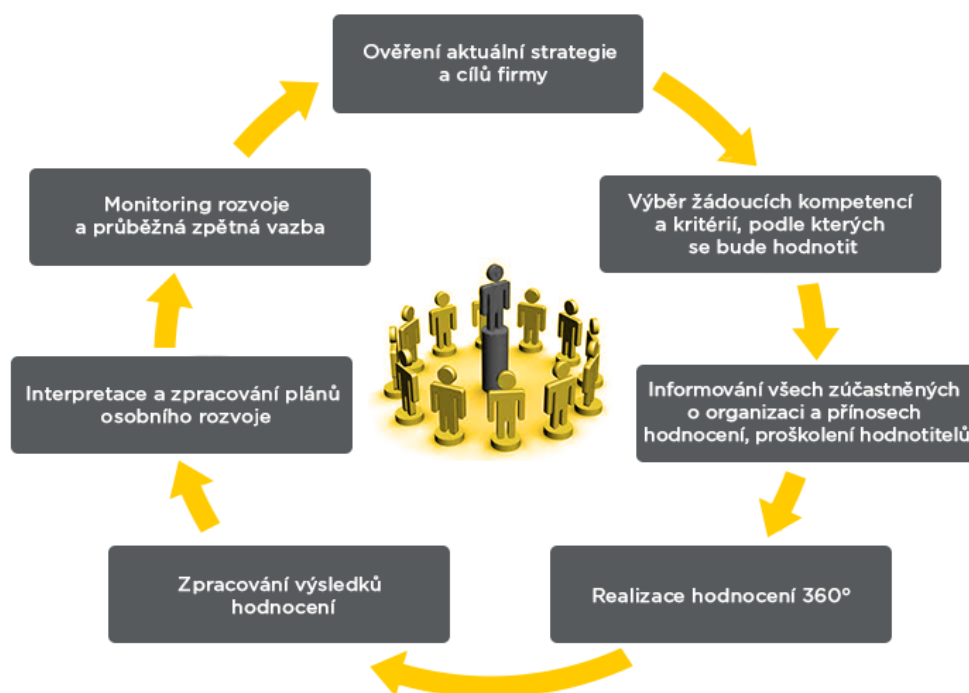 Ověření aktuální strategie
a cílů firmy
Výběr žádoucích kompetencí
a kritérií, podle kterých
se bude hodnotit
Informování všech zúčastněných
o organizaci a přínosech
hodnocení, proškolení hodnotitelů
Realizace hodnocení 360°
Zpracování výsledků
hodnocení
Interpretace a zpracování plánů
osobního rozvoje
Monitoring rozvoje
a průběžná zpětná vazba